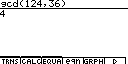 gcd(124,36)
4
TRNS CALC EQUA eqn GRPH ▷